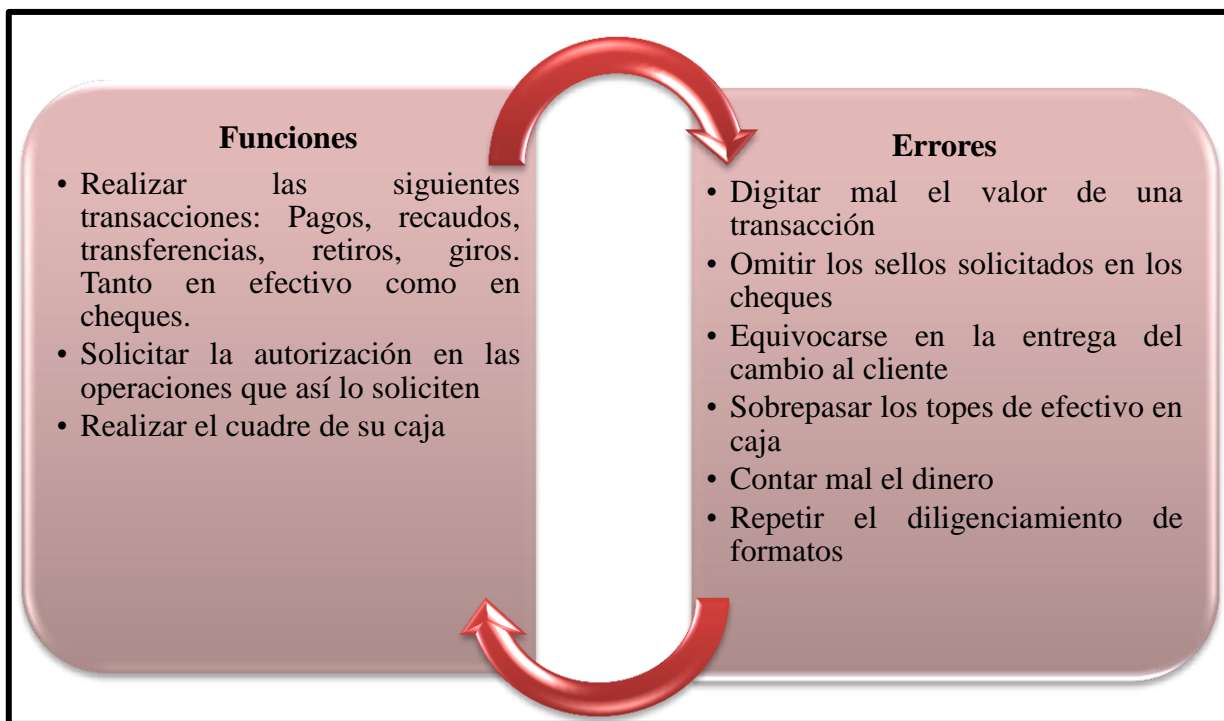 Funciones
• Realizar las siguientes
transacciones: Pagos, recaudos,
transferencias, retiros, giros.
Tanto en efectivo como en
cheques.
• Solicitar la autorización en las
operaciones que así lo soliciten
• Realizar el cuadre de su caja
Errores
• Digitar mal el valor de una
transacción
• Omitir los sellos solicitados en los
cheques
• Equivocarse en la entrega del
cambio al cliente
• Sobrepasar los topes de efectivo en
caja
• Contar mal el dinero
• Repetir el diligenciamiento de
formatos